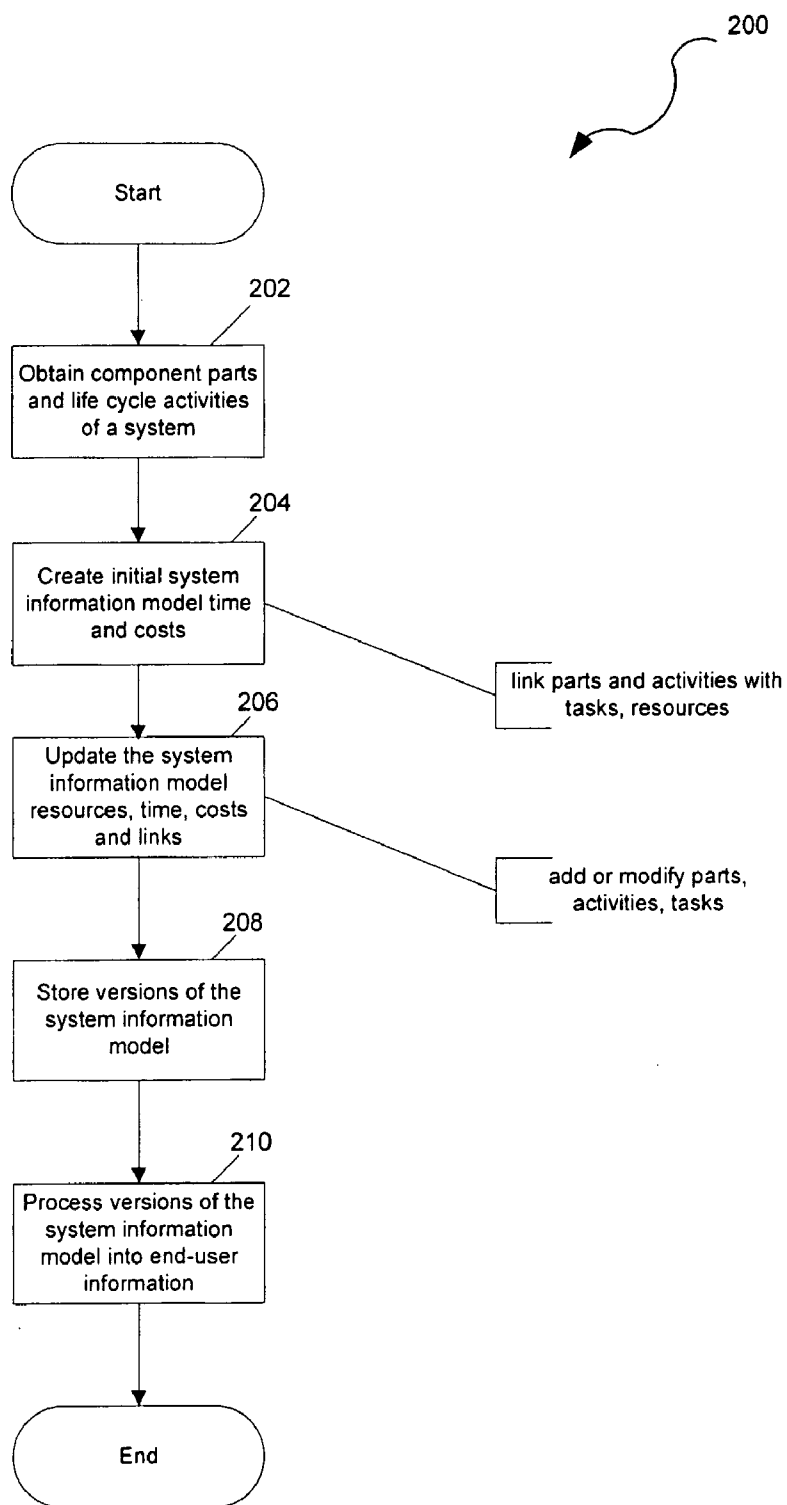 200
Start
202
Obtain component parts
and life cycle activities
of a system
204
Create initial system
information model time
and costs
link parts and activities with
tasks, resources
206
Update the system
information model
resources, time, costs
and links
add or modify parts,
activities, tasks
208
Store versions of the
system information
model
210
Process versions of the
system information
model into end-user
information
End